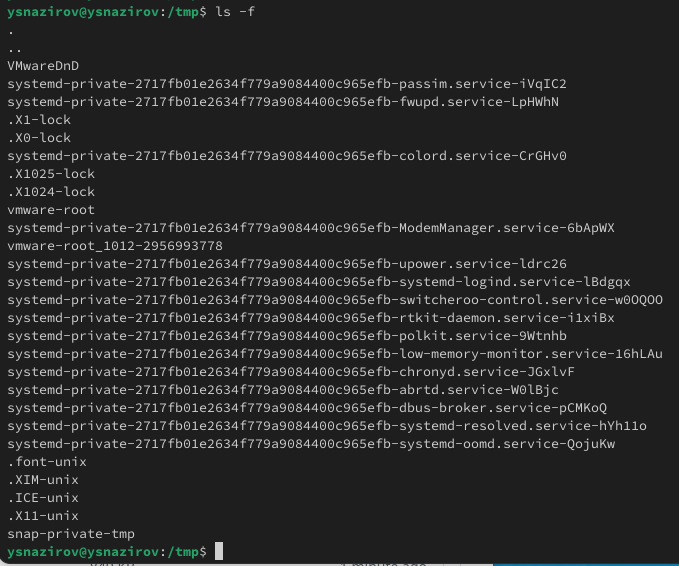 ysnazirov@ysnazirov:/tmp$ ls -f
.
..
VMwareDnD
systemd-private-2717fb01e2634f779a9084400c965efb-passim.service-iVqIC2
systemd-private-2717fb01e2634f779a9084400c965efb-fwupd.service-LpHWhN
.X1-lock
.X0-lock
systemd-private-2717fb01e2634f779a9084400c965efb-colord.service-CrGHv0
.X1025-lock
.X1024-lock
vmware-root
systemd-private-2717fb01e2634f779a9084400c965efb-ModemManager.service-6bApWX
vmware-root_1012-2956993778
systemd-private-2717fb01e2634f779a9084400c965efb-upower.service-ldrc26
systemd-private-2717fb01e2634f779a9084400c965efb-systemd-logind.service-lBdgqx
systemd-private-2717fb01e2634f779a9084400c965efb-switcheroo-control.service-w0OQOO
systemd-private-2717fb01e2634f779a9084400c965efb-rtkit-daemon.service-i1xiBx
systemd-private-2717fb01e2634f779a9084400c965efb-polkit.service-9Wtnhb
systemd-private-2717fb01e2634f779a9084400c965efb-low-memory-monitor.service-16hLAu
systemd-private-2717fb01e2634f779a9084400c965efb-chronyd.service-JGxlvF
systemd-private-2717fb01e2634f779a9084400c965efb-abrtd.service-W0lBjc
systemd-private-2717fb01e2634f779a9084400c965efb-dbus-broker.service-pCMKoQ
systemd-private-2717fb01e2634f779a9084400c965efb-systemd-resolved.service-hYh11o
systemd-private-2717fb01e2634f779a9084400c965efb-systemd-oomd.service-QojuKw
.font-unix
.XIM-unix
.ICE-unix
.X11-unix
snap-private-tmp
ysnazirov@ysnazirov:/tmp$